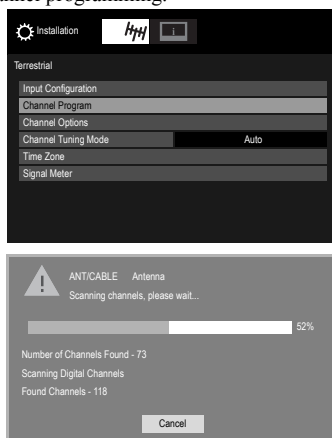 annel programming.
Installation
i
Terrestrial
Input Configuration
Channel Program
Channel Options
Channel Tuning Mode Auto
Time Zone
Signal Meter
ANT/CABLE Antenna
Scanning channels, please wait...
52%
Number of Channels Found - 73
Scanning Digital Channels
Found Channels - 118
Cancel